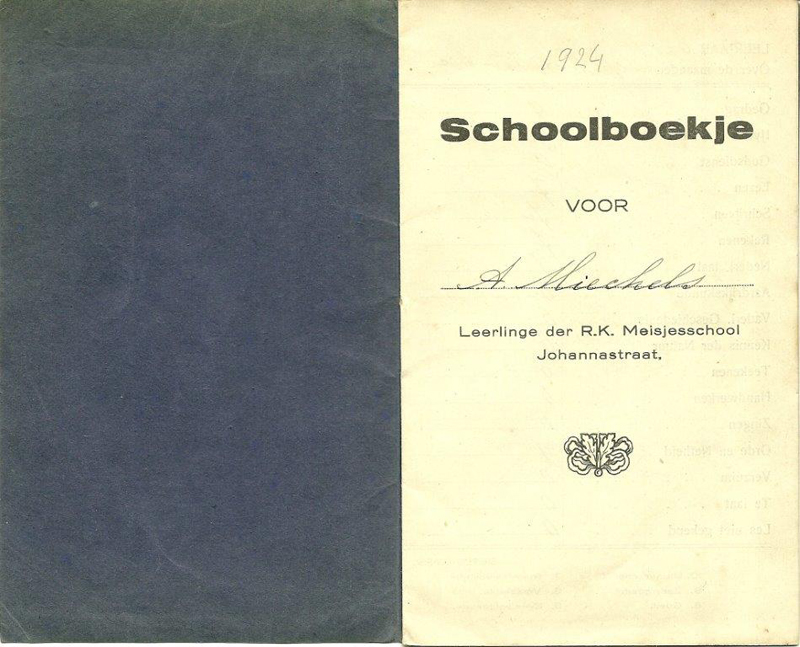 1924
Schoolboekje
VOOR
A. Miechels
Leerlinge der R.K. Meisjesschool
Johannastraat.